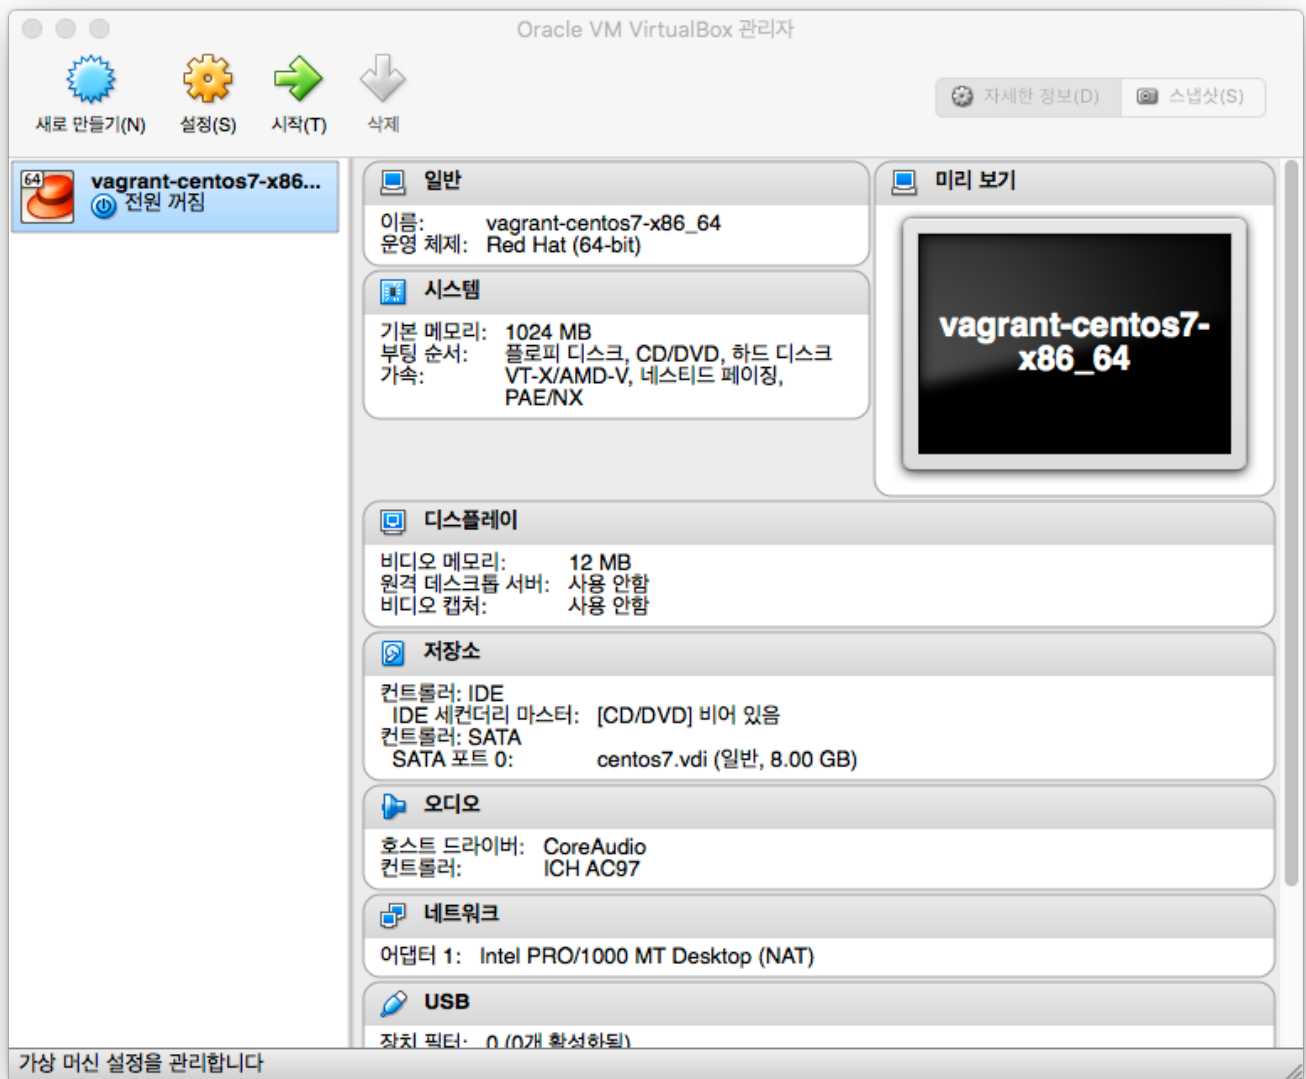 Oracle VM VirtualBox 관리자
새로 만들기(N)
설정(S)
시작(T)
삭제
자세한 정보(D)
스냅샷(S)
64
vagrant-centos7-x86...
전원 꺼짐
일반
이름: vagrant-centos7-x86_64
운영 체제: Red Hat (64-bit)
시스템
기본 메모리: 1024 MB
부팅 순서: 플로피 디스크, CD/DVD, 하드 디스크
가속: VT-X/AMD-V, 네스티드 페이징,
PAE/NX
미리 보기
vagrant-centos7-
x86_64
디스플레이
비디오 메모리: 12 MB
원격 데스크톱 서버: 사용 안함
비디오 캡처: 사용 안함
저장소
컨트롤러: IDE
IDE 세컨더리 마스터: [CD/DVD] 비어 있음
컨트롤러: SATA
SATA 포트 0: centos7.vdi (일반, 8.00 GB)
오디오
호스트 드라이버: CoreAudio
컨트롤러: ICH AC97
네트워크
어댑터 1: Intel PRO/1000 MT Desktop (NAT)
USB
장치 필터: 0 (0개 활성화됨)
가상 머신 설정을 관리합니다